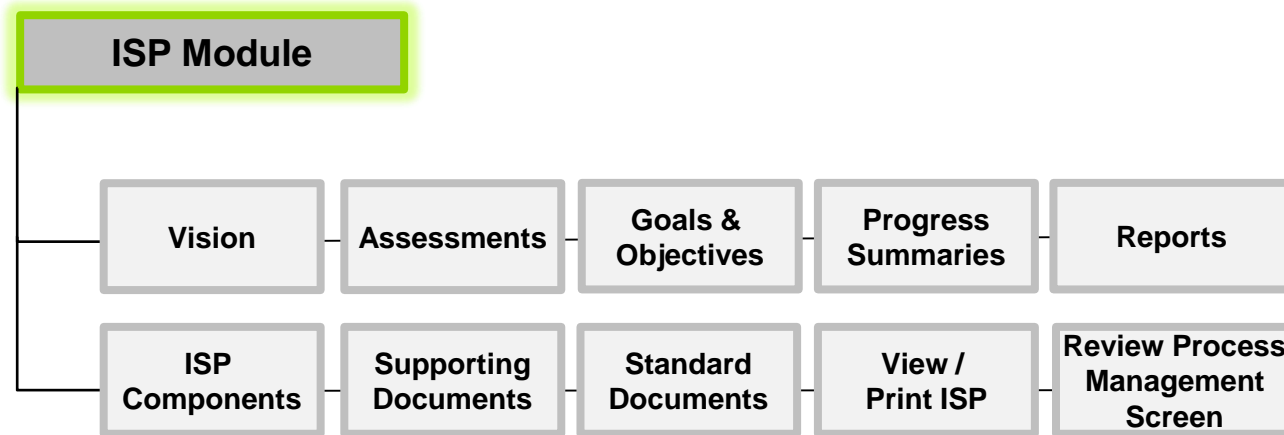 ISP Module
Vision
Assessments
Goals &
Objectives
Progress
Summaries
Reports
ISP
Components
Supporting
Documents
Standard
Documents
View /
Print ISP
Review Process
Management
Screen